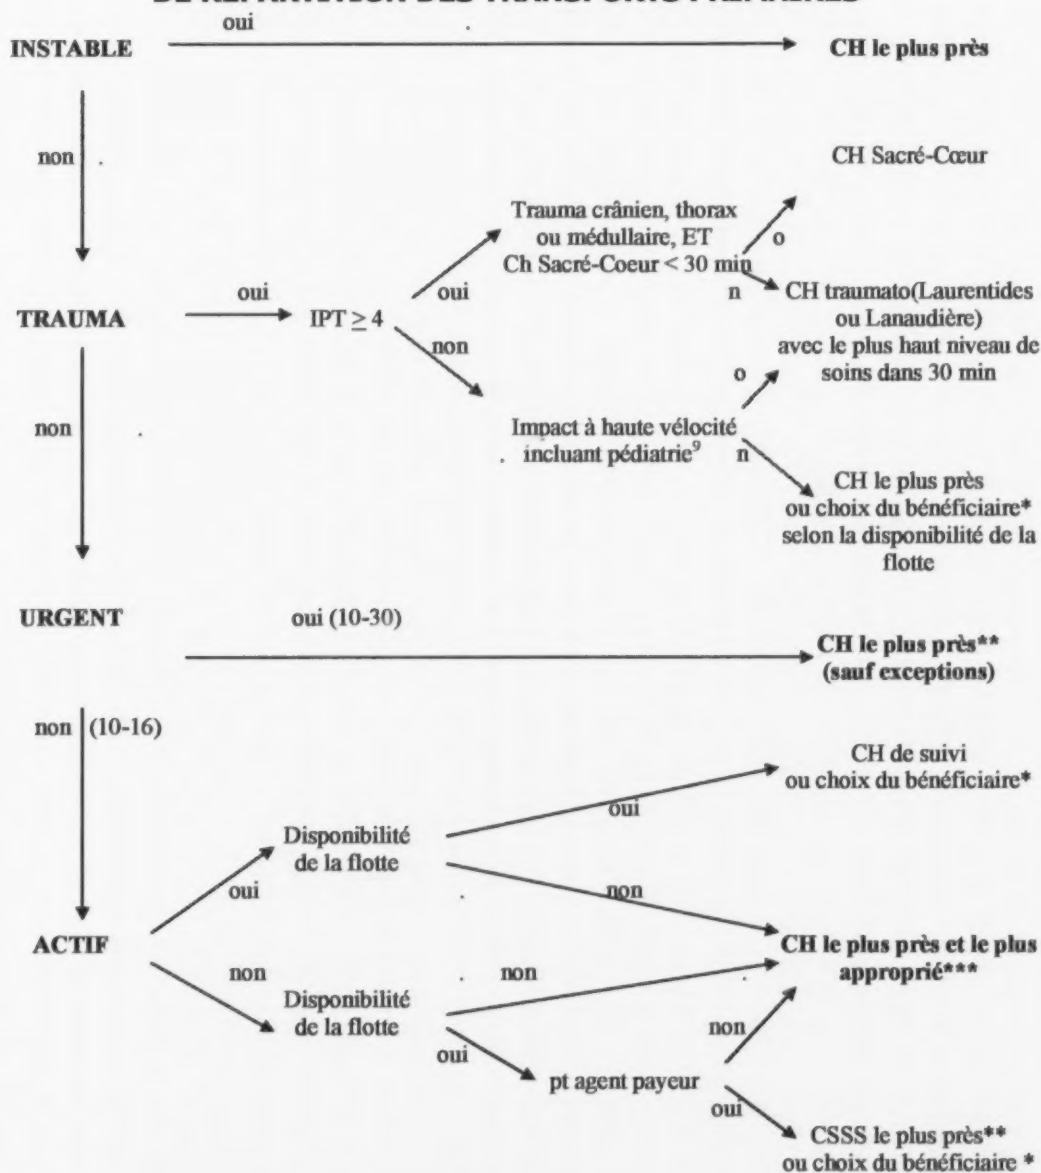 DE RÉPARTITION DES TRANSPORTS PRIMAIRES
oui
INSTABLE
CH le plus près
non
CH Sacré-Cœur
Trauma crânien, thorax
ou médullaire, ET
Ch Sacré-Coeur < 30 min
o
oui
TRAUMA
oui
IPT ≥ 4
n
CH traumato(Laurentides
ou Lanaudière)
avec le plus haut niveau de
soins dans 30 min
non
o
non
Impact à haute vélocité
incluant pédiatrie⁹
n
CH le plus près
ou choix du bénéficiaire*
selon la disponibilité de la
flotte
URGENT
oui (10-30)
CH le plus près**
(sauf exceptions)
non (10-16)
CH de suivi
ou choix du bénéficiaire*
oui
Disponibilité
de la flotte
oui
non
ACTIF
CH le plus près et le plus
approprié***
non
non
Disponibilité
de la flotte
non
oui
pt agent payeur
oui
CSSS le plus près**
ou choix du bénéficiaire *